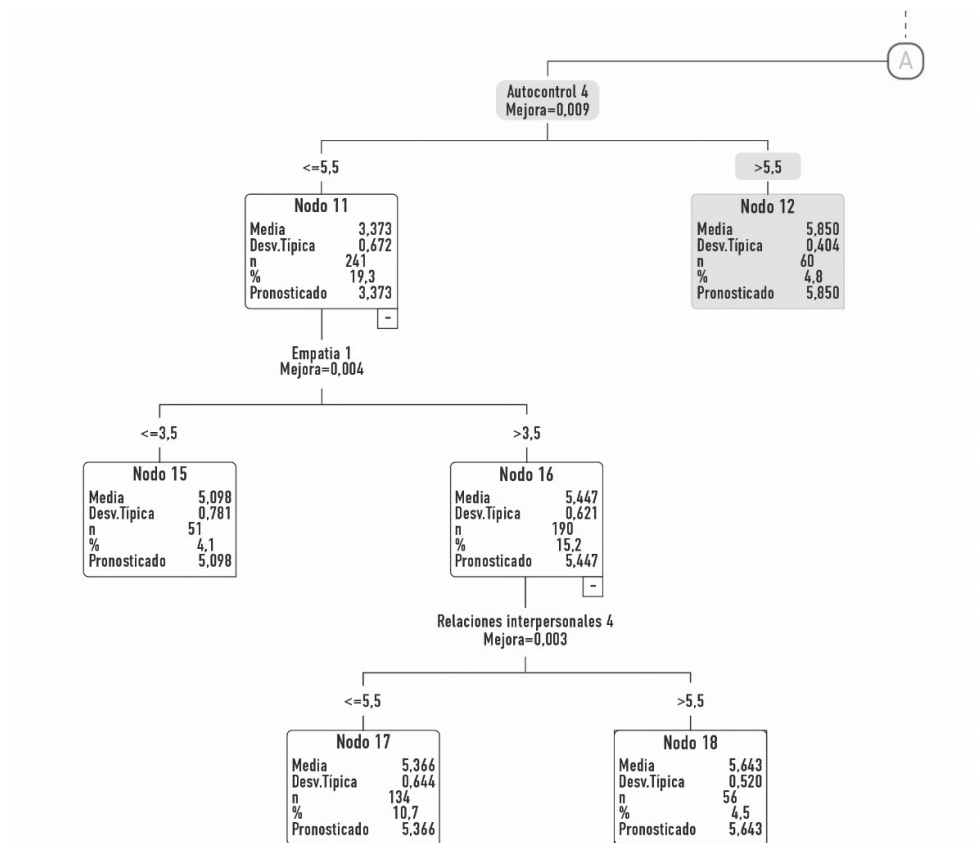 A
Autocontrol 4
Mejora=0,009
<=5,5
>5,5
Nodo 11
Media 3,373
Desv.Típica 0,672
n 241
% 19,3
Pronosticado 3,373
-
Nodo 12
Media 5,850
Desv.Típica 0,404
n 60
% 4,8
Pronosticado 5,850
Empatia 1
Mejora=0,004
<=3,5
>3,5
Nodo 15
Media 5,098
Desv.Típica 0,781
n 51
% 4,1
Pronosticado 5,098
Nodo 16
Media 5,447
Desv.Típica 0,621
n 190
% 15,2
Pronosticado 5,447
-
Relaciones interpersonales 4
Mejora=0,003
<=5,5
>5,5
Nodo 17
Media 5,366
Desv.Típica 0,644
n 134
% 10,7
Pronosticado 5,366
Nodo 18
Media 5,643
Desv.Típica 0,520
n 56
% 4,5
Pronosticado 5,643